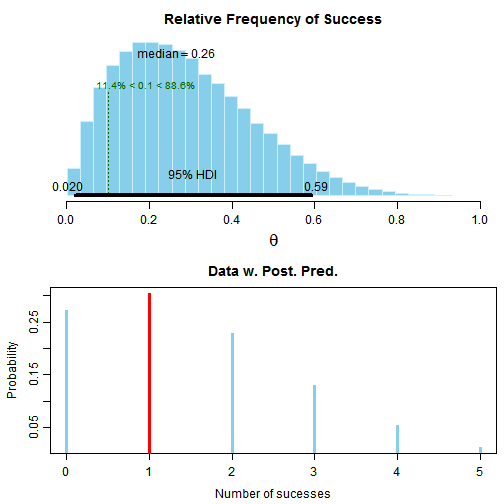 Relative Frequency of Success
median = 0.26
11.4% < 0.1 < 88.6%
95% HDI
0.020 0.59
0.0 0.2 0.4 0.6 0.8 1.0
θ
Data w. Post. Pred.
Probability
0.05 0.15 0.25
0 1 2 3 4 5
Number of sucesses